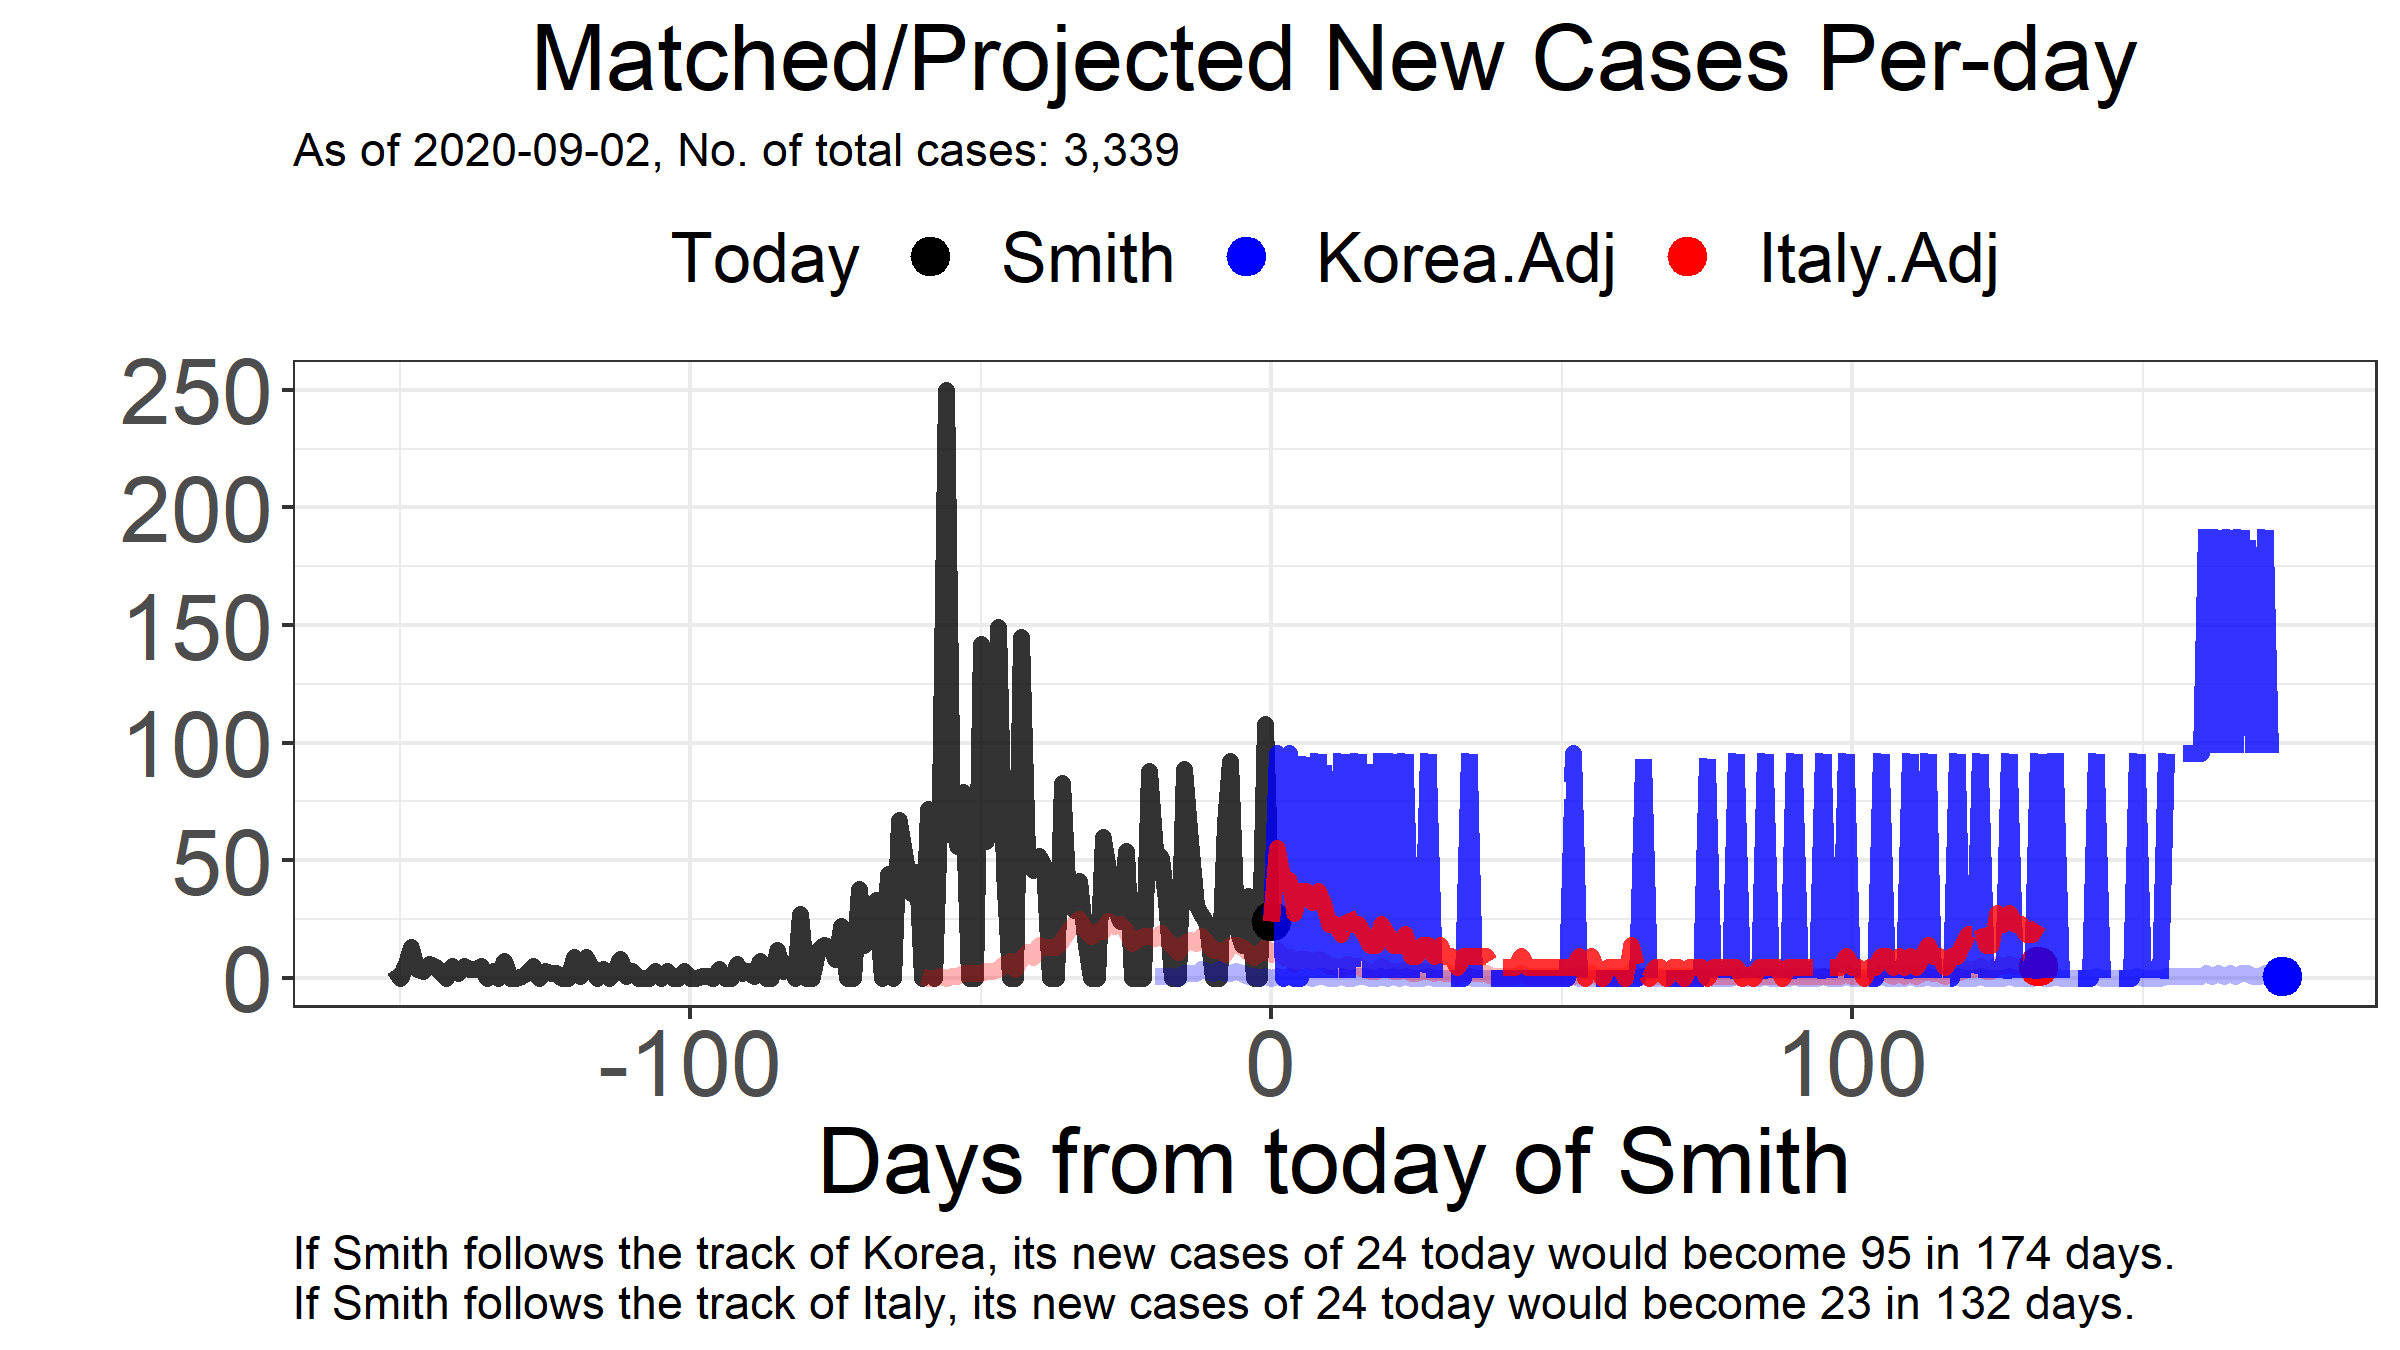 Matched/Projected New Cases Per-day
As of 2020-09-02, No. of total cases: 3,339
Today Smith Korea.Adj Italy.Adj
250
200
150
100
50
0
-100 0 100
Days from today of Smith
If Smith follows the track of Korea, its new cases of 24 today would become 95 in 174 days.
If Smith follows the track of Italy, its new cases of 24 today would become 23 in 132 days.